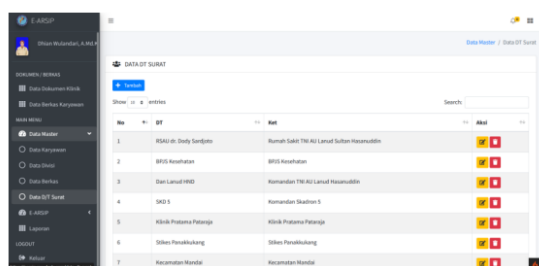 E-ARSIP
Dhian Wulandari, A.Md.K
Data Master / Data DT Surat
DATA DT SURAT
DOKUMEN / BERKAS
Data Dokumen Klinik
Data Berkas Karyawan
MAIN MENU
Data Master
Data Karyawan
Data Divisi
Data Berkas
Data D/T Surat
E-ARSIP
Laporan
LOGOUT
Keluar
+ Tambah
Show 10 entries
Search:
No DT Ket Aksi
1 RSAU dr. Dody Sardjoto Rumah Sakit TNI AU Lanud Sultan Hasanuddin
2 BPJS Kesehatan BPJS Kesehatan
3 Dan Lanud HND Komandan TNI AU Lanud Hasanuddin
4 SKD 5 Komandan Skadron 5
5 Klinik Pratama Pataraja Klinik Pratama Pataraja
6 Stikes Panakkukang Stikes Panakkukang
7 Kecamatan Mandai Kecamatan Mandai